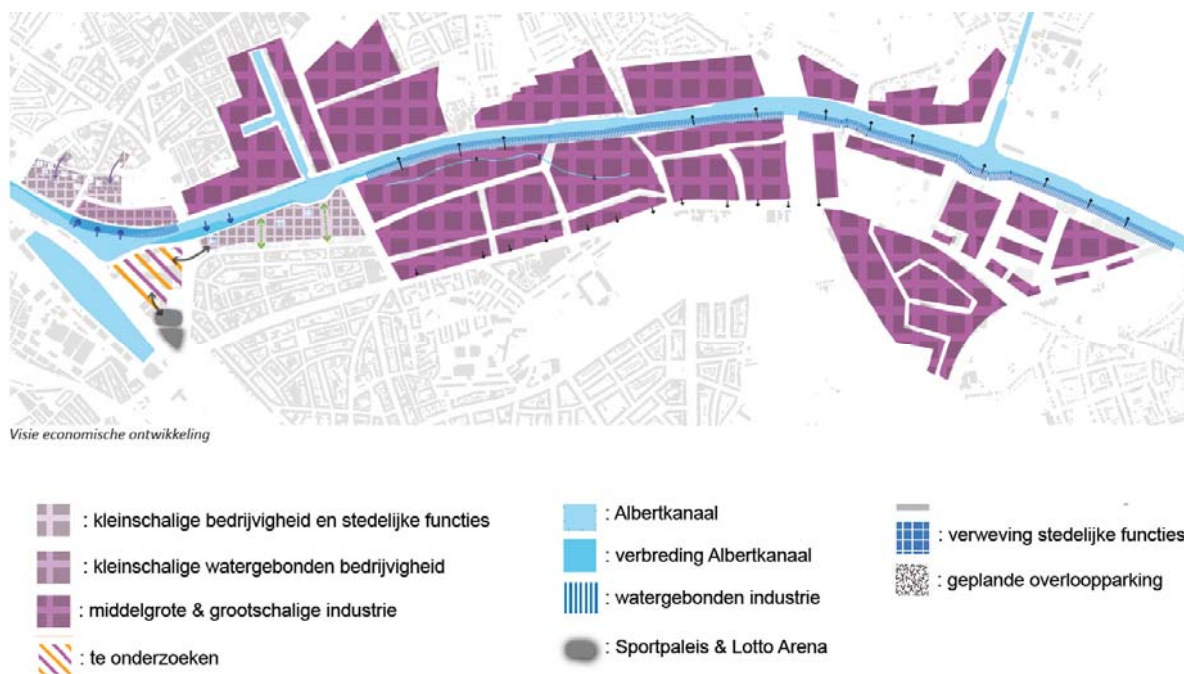 Visie economische ontwikkeling
: kleinschalige bedrijvigheid en stedelijke functies
: kleinschalige watergebonden bedrijvigheid
: middelgrote & grootschalige industrie
: te onderzoeken
: Albertkanaal
: verbreding Albertkanaal
: watergebonden industrie
: Sportpaleis & Lotto Arena
: verweving stedelijke functies
: geplande overloopparking